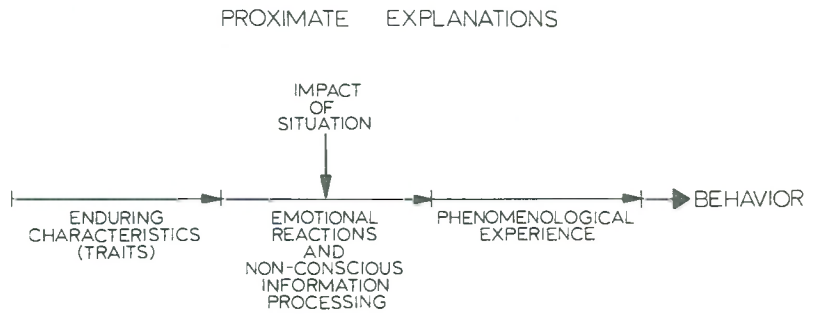 PROXIMATE EXPLANATIONS
IMPACT
OF
SITUATION
BEHAVIOR
ENDURING
CHARACTERISTICS
(TRAITS)
EMOTIONAL
REACTIONS
AND
NON-CONSCIOUS
INFORMATION
PROCESSING
PHENOMENOLOGICAL
EXPERIENCE